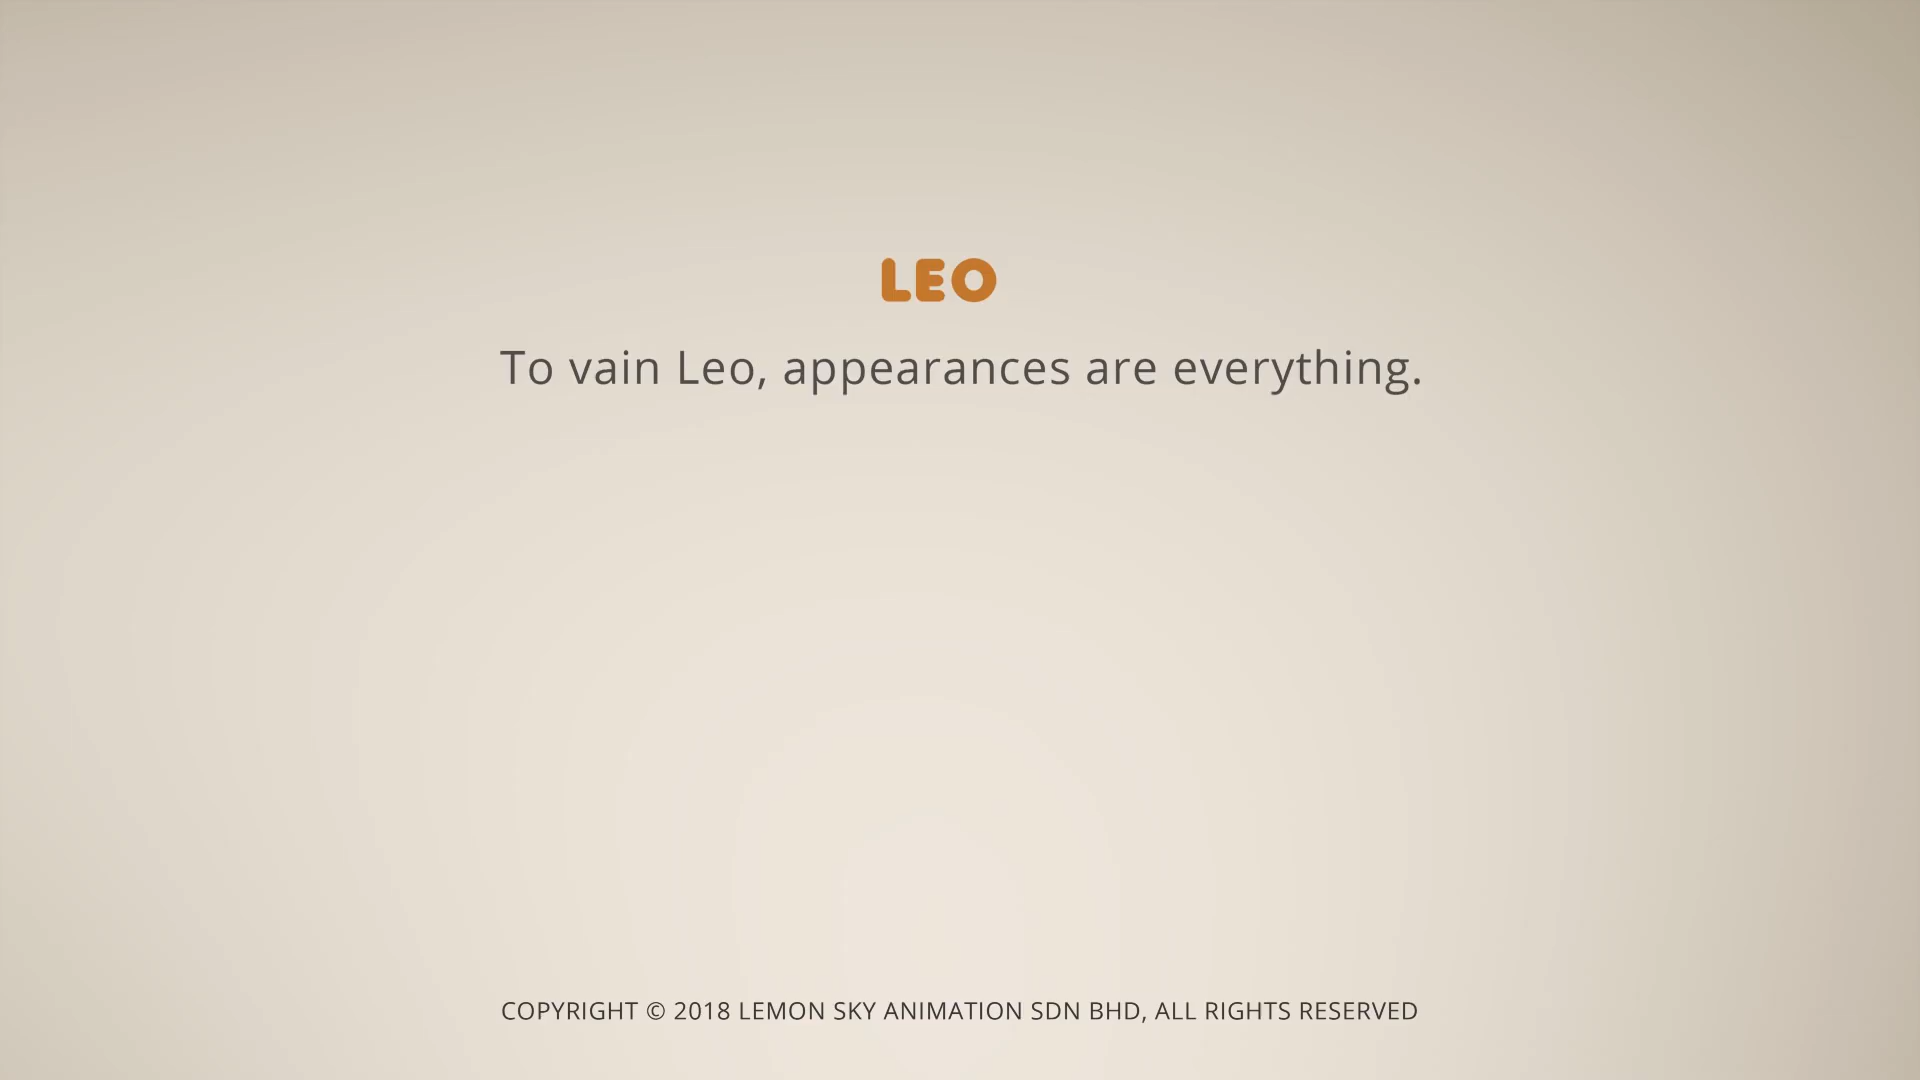 LEO
To vain Leo, appearances are everything.
COPYRIGHT © 2018 LEMON SKY ANIMATION SDN BHD, ALL RIGHTS RESERVED